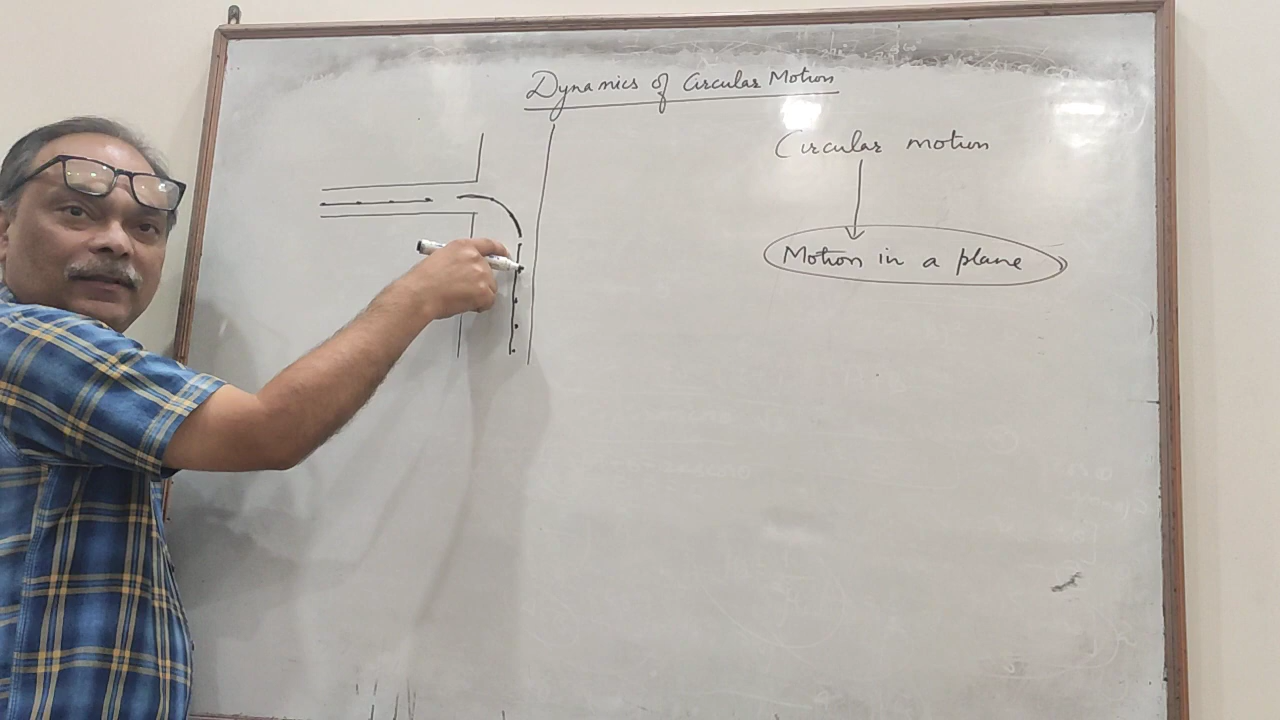 Dynamics of Circular Motion
Circular motion
Motion in a plane